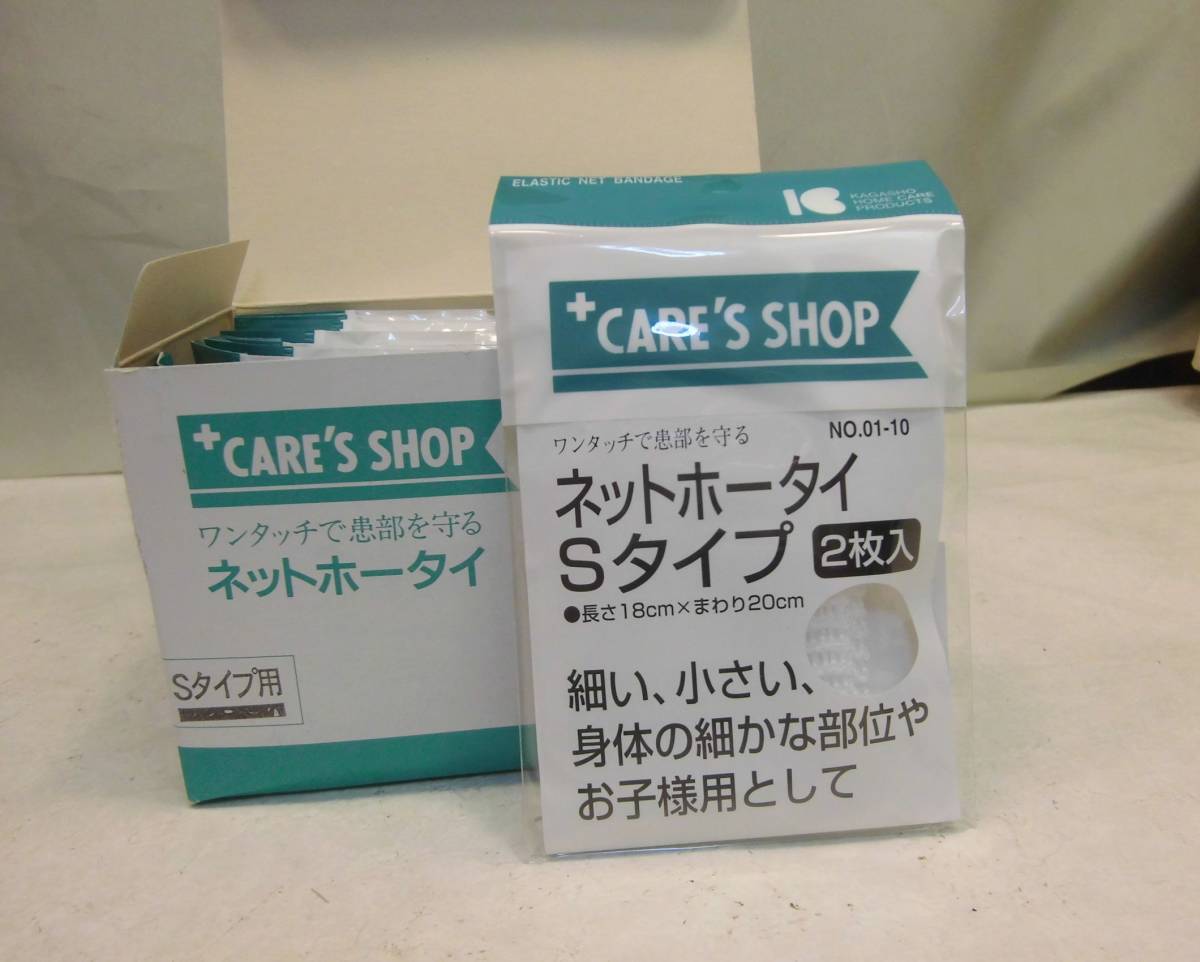 ELASTIC NET BANDAGE
KAGASHO
HOME CARE
PRODUCTS
+CARE'S SHOP
ワンタッチで患部を守る
NO.01-10
ネットホータイ
Sタイプ 2枚入
●長さ18cm×まわり20cm
細い、小さい、
身体の細かな部位や
お子様用として
+CARE'S SHOP
ワンタッチで患部を守る
ネットホータイ
Sタイプ用